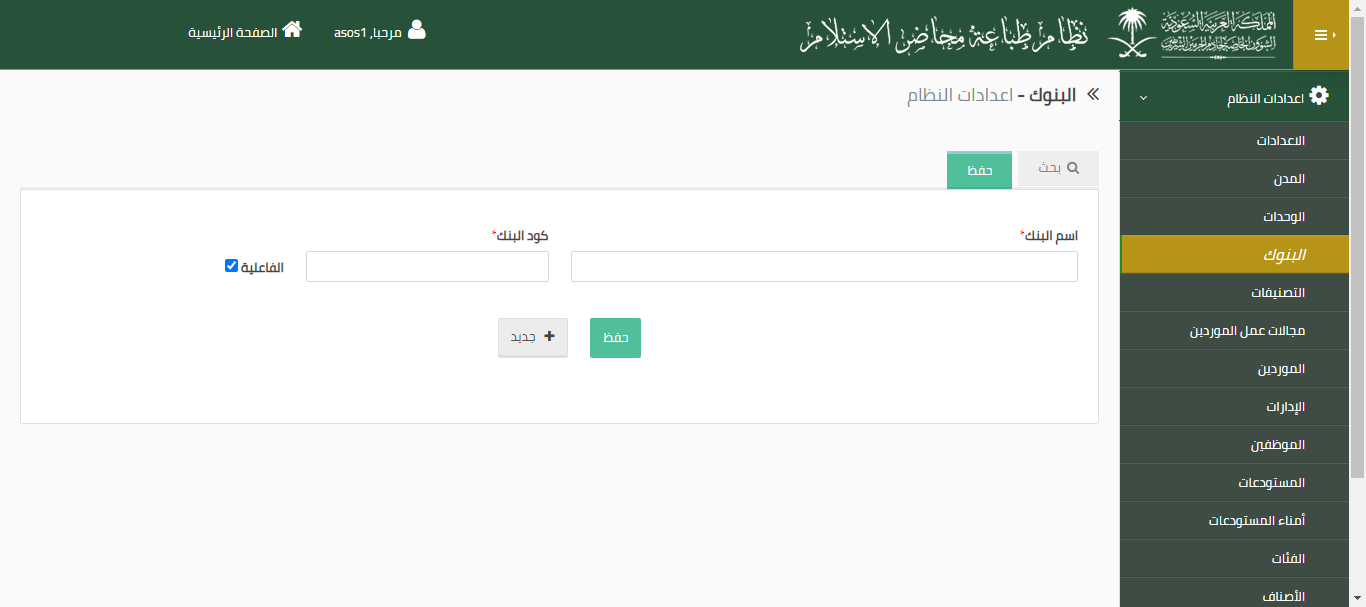 المملكة العربية السعودية
الشؤون الخاصة لخادم الحرمين الشريفين
نظام طباعة محاضر الاستلام
مرحبا, asos1
الصفحة الرئيسية
اعدادات النظام
الاعدادات
المدن
الوحدات
البنوك
التصنيفات
مجالات عمل الموردين
الموردين
الإدارات
الموظفين
المستودعات
أمناء المستودعات
الفئات
الأصناف
البنوك - اعدادات النظام
بحث
حفظ
اسم البنك*
كود البنك*
الفاعلية
حفظ
جديد